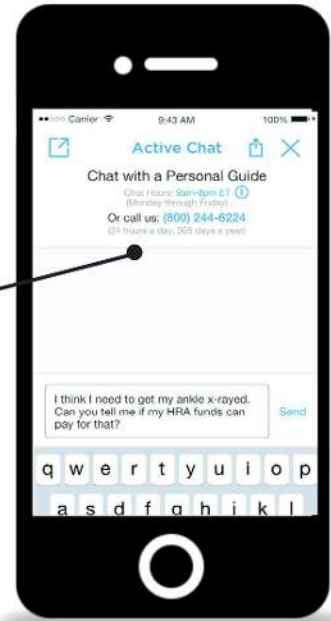 Carrier 9:43 AM 100%
Active Chat
Chat with a Personal Guide
Chat Hours: 9am-8pm ET
(Monday through Friday)
Or call us: (800) 244-6224
(24 hours a day, 365 days a year)
I think I need to get my ankle x-rayed.
Can you tell me if my HRA funds can
pay for that?
Send
q w e r t y u i o p
a s d f g h j k l